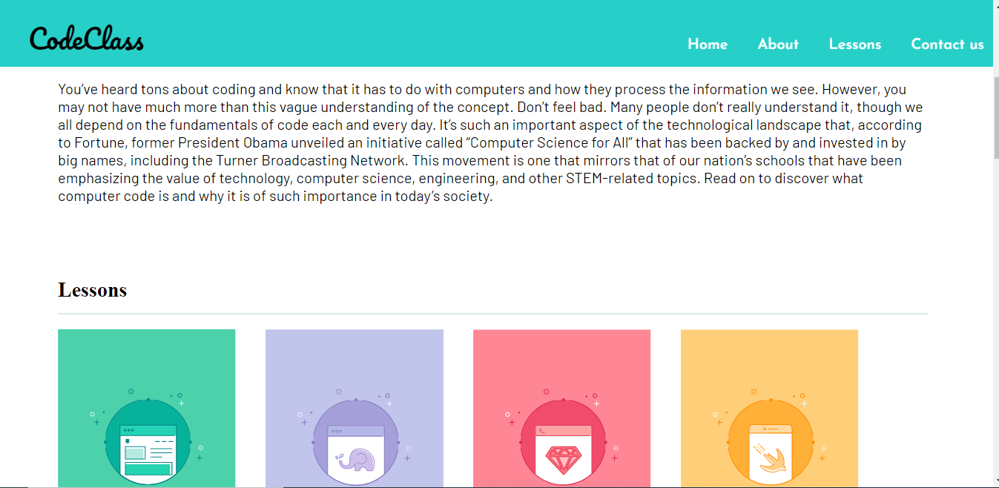 CodeClass
Home About Lessons Contact us
You’ve heard tons about coding and know that it has to do with computers and how they process the information we see. However, you
may not have much more than this vague understanding of the concept. Don’t feel bad. Many people don’t really understand it, though we
all depend on the fundamentals of code each and every day. It’s such an important aspect of the technological landscape that, according
to Fortune, former President Obama unveiled an initiative called “Computer Science for All” that has been backed by and invested in by
big names, including the Turner Broadcasting Network. This movement is one that mirrors that of our nation’s schools that have been
emphasizing the value of technology, computer science, engineering, and other STEM-related topics. Read on to discover what
computer code is and why it is of such importance in today’s society.
Lessons